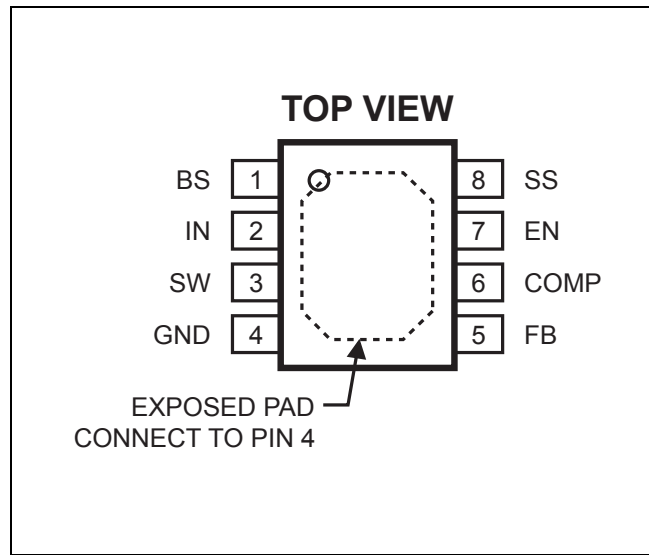 TOP VIEW
BS 1 8 SS
IN 2 7 EN
SW 3 6 COMP
GND 4 5 FB
EXPOSED PAD
CONNECT TO PIN 4